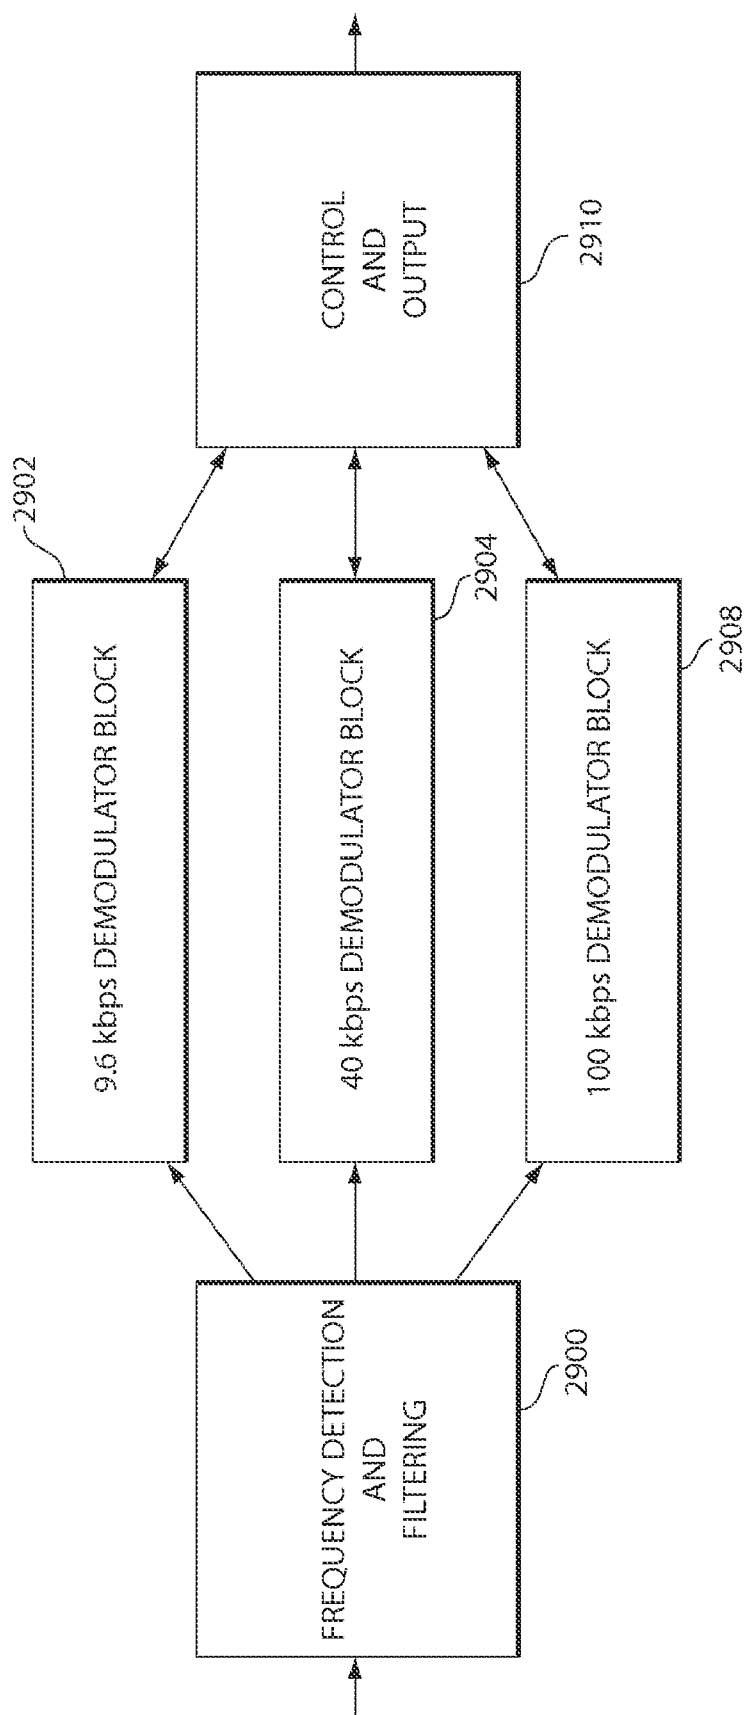 FREQUENCY DETECTION
AND
FILTERING
2900
9.6 kbps DEMODULATOR BLOCK
2902
40 kbps DEMODULATOR BLOCK
2904
100 kbps DEMODULATOR BLOCK
2908
CONTROL
AND
OUTPUT
2910